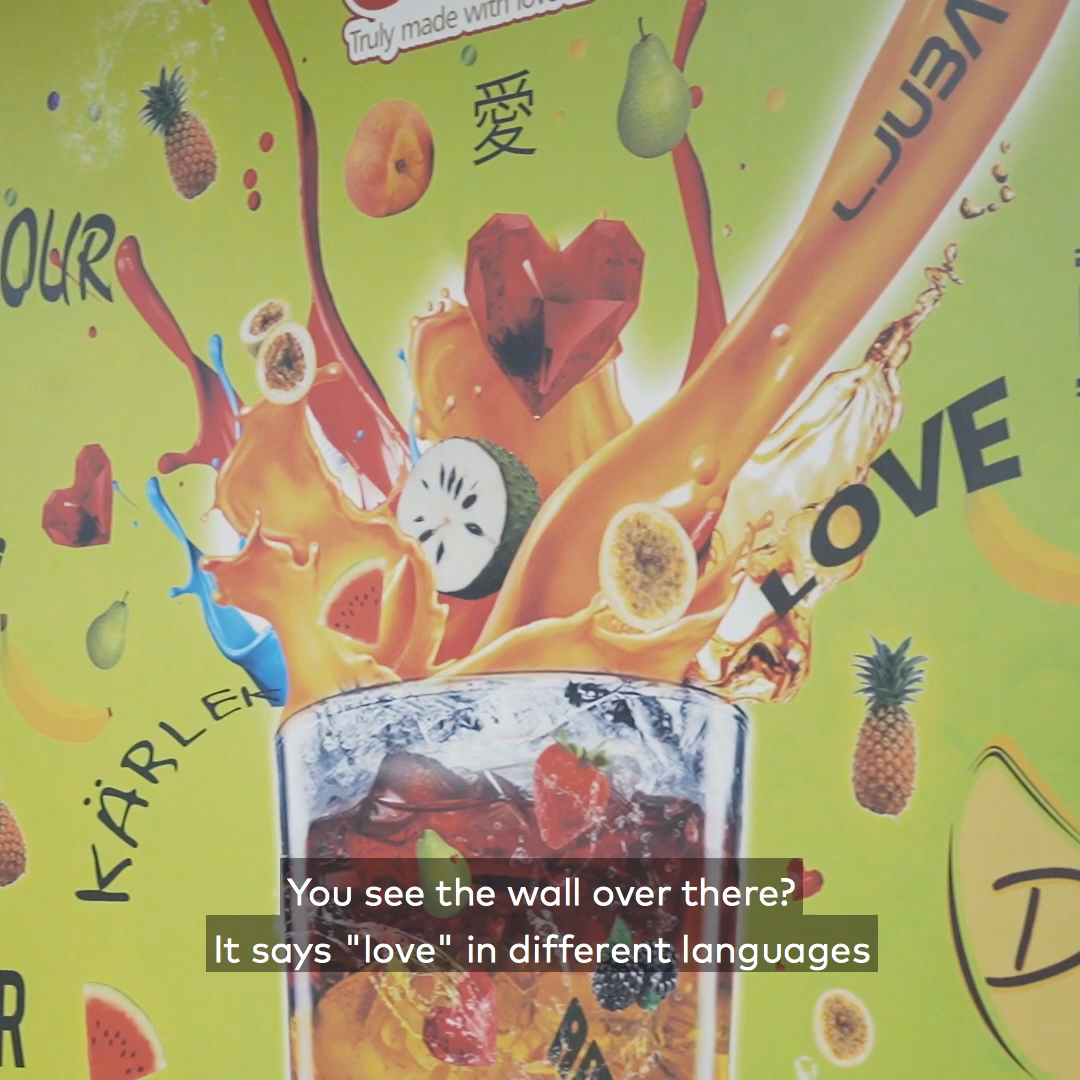 Truly made with love
愛
LJUBA
OUR
LOVE
KÄRLEK
D
R
You see the wall over there?
It says "love" in different languages